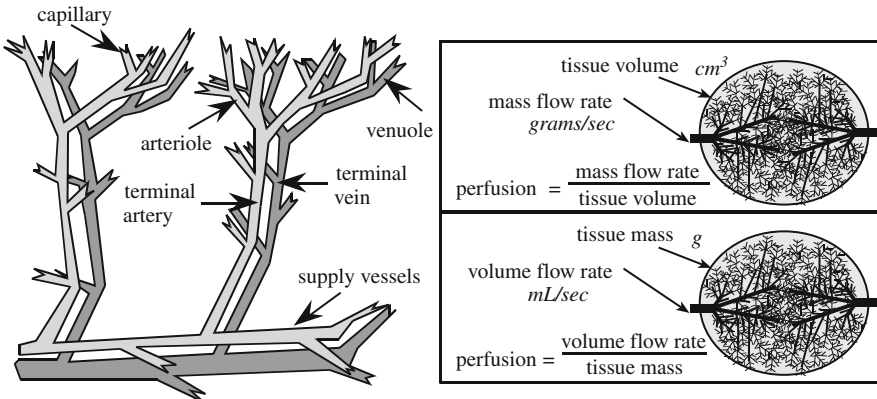 capillary
arteriole
venuole
terminal
artery
terminal
vein
supply vessels
tissue volume cm³
mass flow rate
grams/sec
perfusion = mass flow rate
tissue volume
tissue mass g
volume flow rate
mL/sec
perfusion = volume flow rate
tissue mass